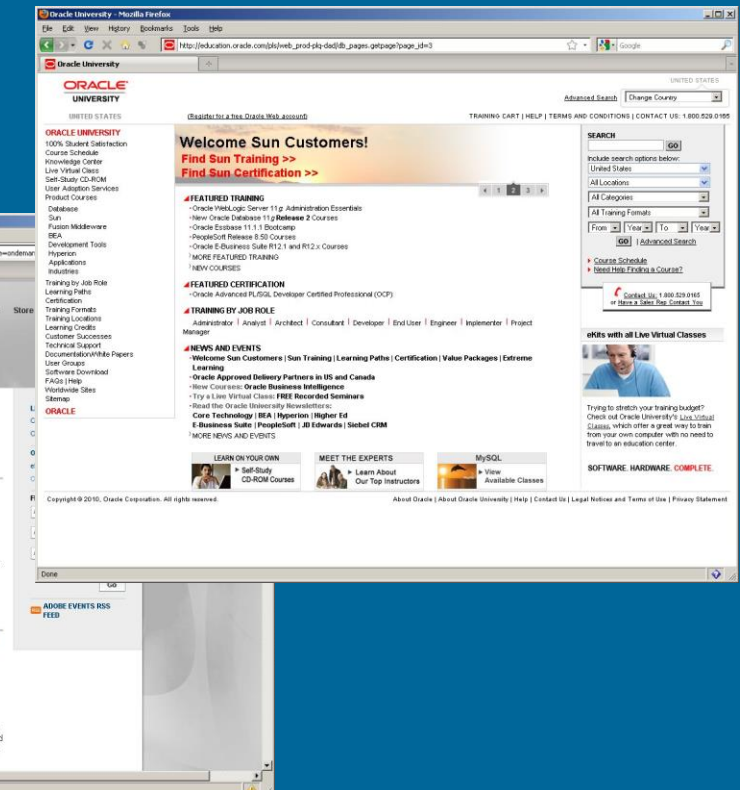 Oracle University - Mozilla Firefox
File Edit View History Bookmarks Tools Help
http://education.oracle.com/pls/web_prod-plq-dad/db_pages.getpage?page_id=3
Google
Oracle University
ORACLE
UNIVERSITY
UNITED STATES
UNITED STATES
Advanced Search Change Country
(Register for a free Oracle Web account)
TRAINING CART | HELP | TERMS AND CONDITIONS | CONTACT US: 1.800.529.0165
ORACLE UNIVERSITY
100% Student Satisfaction
Course Schedule
Knowledge Center
Live Virtual Class
Self-Study CD-ROM
User Adoption Services
Product Courses
Database
Sun
Fusion Middleware
BEA
Development Tools
Hyperion
Applications
Industries
Training by Job Role
Learning Paths
Certification
Training Formats
Training Locations
Learning Credits
Customer Successes
Technical Support
Documentation/White Papers
User Groups
Software Download
FAQs | Help
Worldwide Sites
Sitemap
ORACLE
Welcome Sun Customers!
Find Sun Training >>
Find Sun Certification >>
1 2 3
FEATURED TRAINING
Oracle WebLogic Server 11g Administration Essentials
New Oracle Database 11g Release 2 Courses
Oracle Essbase 11.1.1 Bootcamp
PeopleSoft Release 8.50 Courses
Oracle E-Business Suite R12.1 and R12.x Courses
MORE FEATURED TRAINING
NEW COURSES
FEATURED CERTIFICATION
Oracle Advanced PL/SQL Developer Certified Professional (OCP)
TRAINING BY JOB ROLE
Administrator | Analyst | Architect | Consultant | Developer | End User | Engineer | Implementer | Project
Manager
NEWS AND EVENTS
Welcome Sun Customers | Sun Training | Learning Paths | Certification | Value Packages | Extreme
Learning
Oracle Approved Delivery Partners in US and Canada
New Courses: Oracle Business Intelligence
Try a Live Virtual Class: FREE Recorded Seminars
Read the Oracle University Newsletters:
Core Technology | BEA | Hyperion | Higher Ed
E-Business Suite | PeopleSoft | JD Edwards | Siebel CRM
MORE NEWS AND EVENTS
LEARN ON YOUR OWN
Self-Study
CD-ROM Courses
MEET THE EXPERTS
Learn About
Our Top Instructors
MySQL
View
Available Classes
SEARCH
GO
Include search options below:
United States
All Locations
All Categories
All Training Formats
From Year To Year
GO | Advanced Search
Course Schedule
Need Help Finding a Course?
Contact Us: 1.800.529.0165
or Have a Sales Rep Contact You
eKits with all Live Virtual Classes
Trying to stretch your training budget?
Check out Oracle University's Live Virtual
Classes, which offer a great way to train
from your own computer with no need to
travel to an education center.
SOFTWARE. HARDWARE. COMPLETE.
Copyright © 2010, Oracle Corporation. All rights reserved.
About Oracle | About Oracle University | Help | Contact Us | Legal Notices and Terms of Use | Privacy Statement
Done
Store
Go
ADOBE EVENTS RSS
FEED